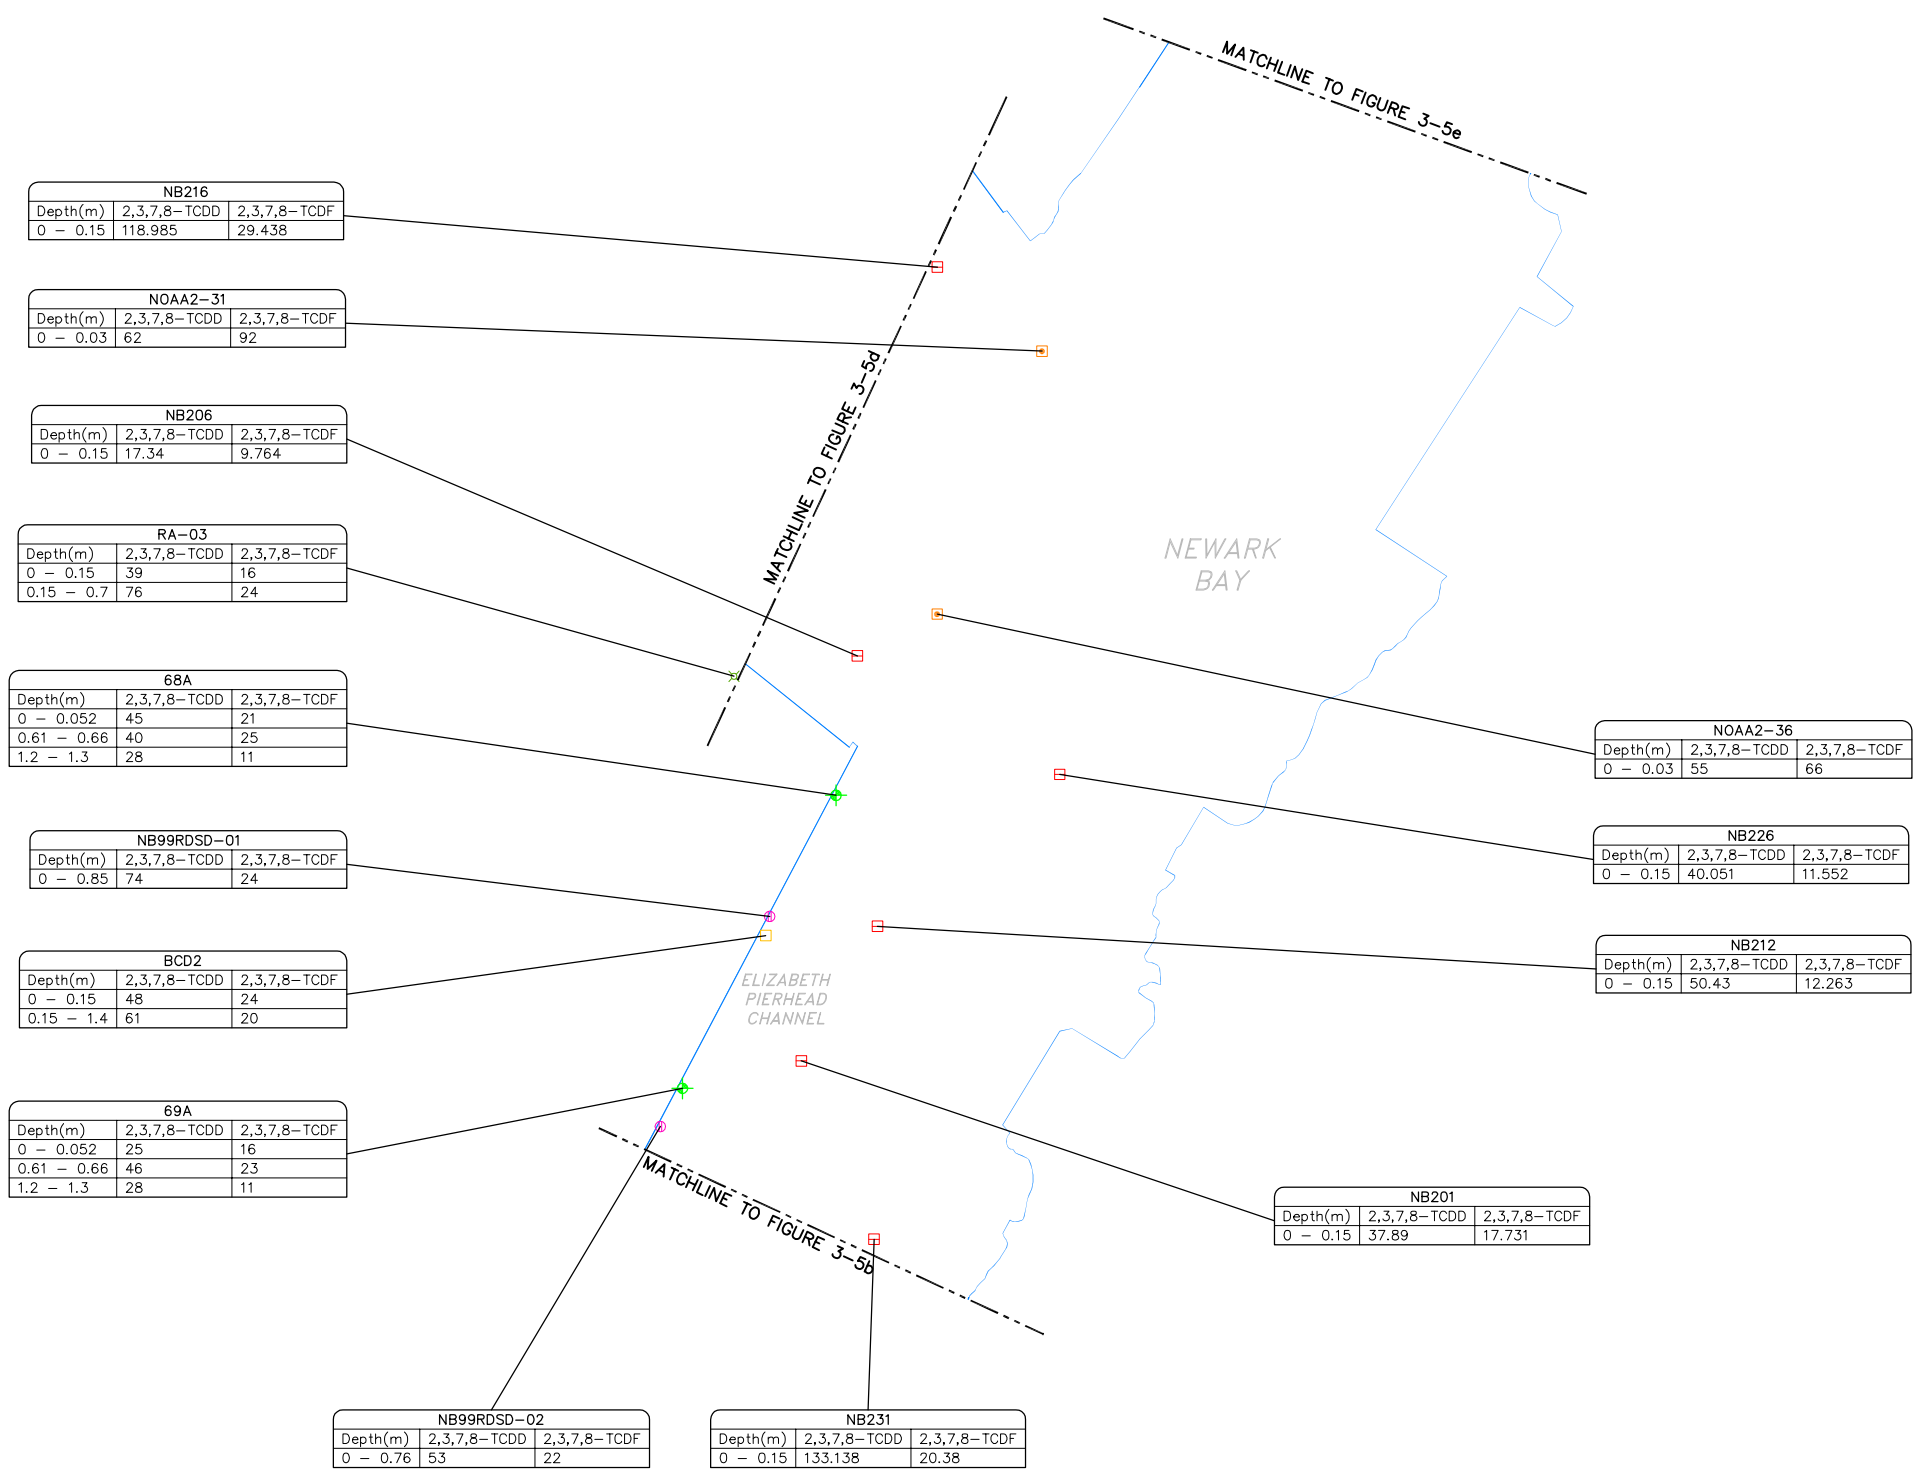 MATCHLINE TO FIGURE 3-5e
NB216
Depth(m) 2,3,7,8-TCDD 2,3,7,8-TCDF
0 - 0.15 118.985 29.438
NOAA2-31
Depth(m) 2,3,7,8-TCDD 2,3,7,8-TCDF
0 - 0.03 62 92
MATCHLINE TO FIGURE 3-5d
NB206
Depth(m) 2,3,7,8-TCDD 2,3,7,8-TCDF
0 - 0.15 17.34 9.764
RA-03
Depth(m) 2,3,7,8-TCDD 2,3,7,8-TCDF
0 - 0.15 39 16
0.15 - 0.7 76 24
NEWARK
BAY
68A
Depth(m) 2,3,7,8-TCDD 2,3,7,8-TCDF
0 - 0.052 45 21
0.61 - 0.66 40 25
1.2 - 1.3 28 11
NOAA2-36
Depth(m) 2,3,7,8-TCDD 2,3,7,8-TCDF
0 - 0.03 55 66
NB99RDSD-01
Depth(m) 2,3,7,8-TCDD 2,3,7,8-TCDF
0 - 0.85 74 24
NB226
Depth(m) 2,3,7,8-TCDD 2,3,7,8-TCDF
0 - 0.15 40.051 11.552
BCD2
Depth(m) 2,3,7,8-TCDD 2,3,7,8-TCDF
0 - 0.15 48 24
0.15 - 1.4 61 20
ELIZABETH
PIERHEAD
CHANNEL
NB212
Depth(m) 2,3,7,8-TCDD 2,3,7,8-TCDF
0 - 0.15 50.43 12.263
69A
Depth(m) 2,3,7,8-TCDD 2,3,7,8-TCDF
0 - 0.052 25 16
0.61 - 0.66 46 23
1.2 - 1.3 28 11
MATCHLINE TO FIGURE 3-5b
NB201
Depth(m) 2,3,7,8-TCDD 2,3,7,8-TCDF
0 - 0.15 37.89 17.731
NB99RDSD-02
Depth(m) 2,3,7,8-TCDD 2,3,7,8-TCDF
0 - 0.76 53 22
NB231
Depth(m) 2,3,7,8-TCDD 2,3,7,8-TCDF
0 - 0.15 133.138 20.38